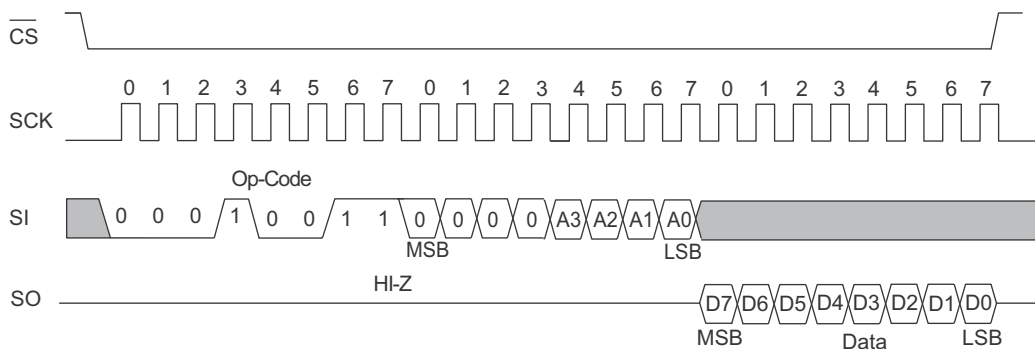 CS
0 1 2 3 4 5 6 7 0 1 2 3 4 5 6 7 0 1 2 3 4 5 6 7
SCK
Op-Code
SI 0 0 0 1 0 0 1 1 0 0 0 0 A3 A2 A1 A0
MSB LSB
HI-Z
SO D7 D6 D5 D4 D3 D2 D1 D0
MSB Data LSB